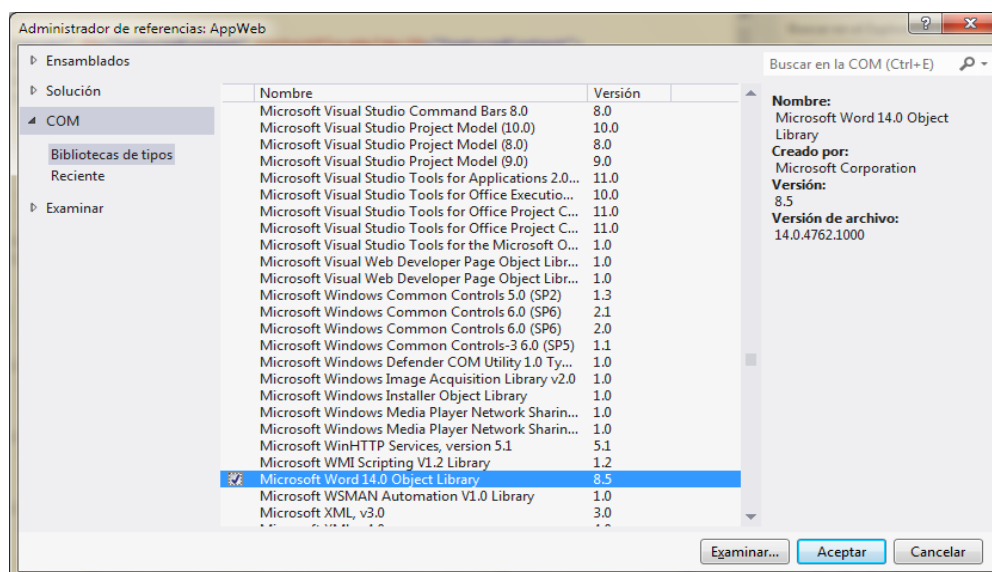 Administrador de referencias: AppWeb
Ensamblados
Solución
COM
Bibliotecas de tipos
Reciente
Examinar
Nombre Versión
Microsoft Visual Studio Command Bars 8.0 8.0
Microsoft Visual Studio Project Model (10.0) 10.0
Microsoft Visual Studio Project Model (8.0) 8.0
Microsoft Visual Studio Project Model (9.0) 9.0
Microsoft Visual Studio Tools for Applications 2.0... 11.0
Microsoft Visual Studio Tools for Office Executio... 10.0
Microsoft Visual Studio Tools for Office Project C... 11.0
Microsoft Visual Studio Tools for Office Project C... 11.0
Microsoft Visual Studio Tools for the Microsoft O... 1.0
Microsoft Visual Web Developer Page Object Libr... 1.0
Microsoft Visual Web Developer Page Object Libr... 1.0
Microsoft Windows Common Controls 5.0 (SP2) 1.3
Microsoft Windows Common Controls 6.0 (SP6) 2.1
Microsoft Windows Common Controls 6.0 (SP6) 2.0
Microsoft Windows Common Controls-3 6.0 (SP5) 1.1
Microsoft Windows Defender COM Utility 1.0 Ty... 1.0
Microsoft Windows Image Acquisition Library v2.0 1.0
Microsoft Windows Installer Object Library 1.0
Microsoft Windows Media Player Network Sharin... 1.0
Microsoft Windows Media Player Network Sharin... 1.0
Microsoft WinHTTP Services, version 5.1 5.1
Microsoft WMI Scripting V1.2 Library 1.2
Microsoft Word 14.0 Object Library 8.5
Microsoft WSMAN Automation V1.0 Library 1.0
Microsoft XML, v3.0 3.0
Buscar en la COM (Ctrl+E)
Nombre:
Microsoft Word 14.0 Object
Library
Creado por:
Microsoft Corporation
Versión:
8.5
Versión de archivo:
14.0.4762.1000
Examinar... Aceptar Cancelar